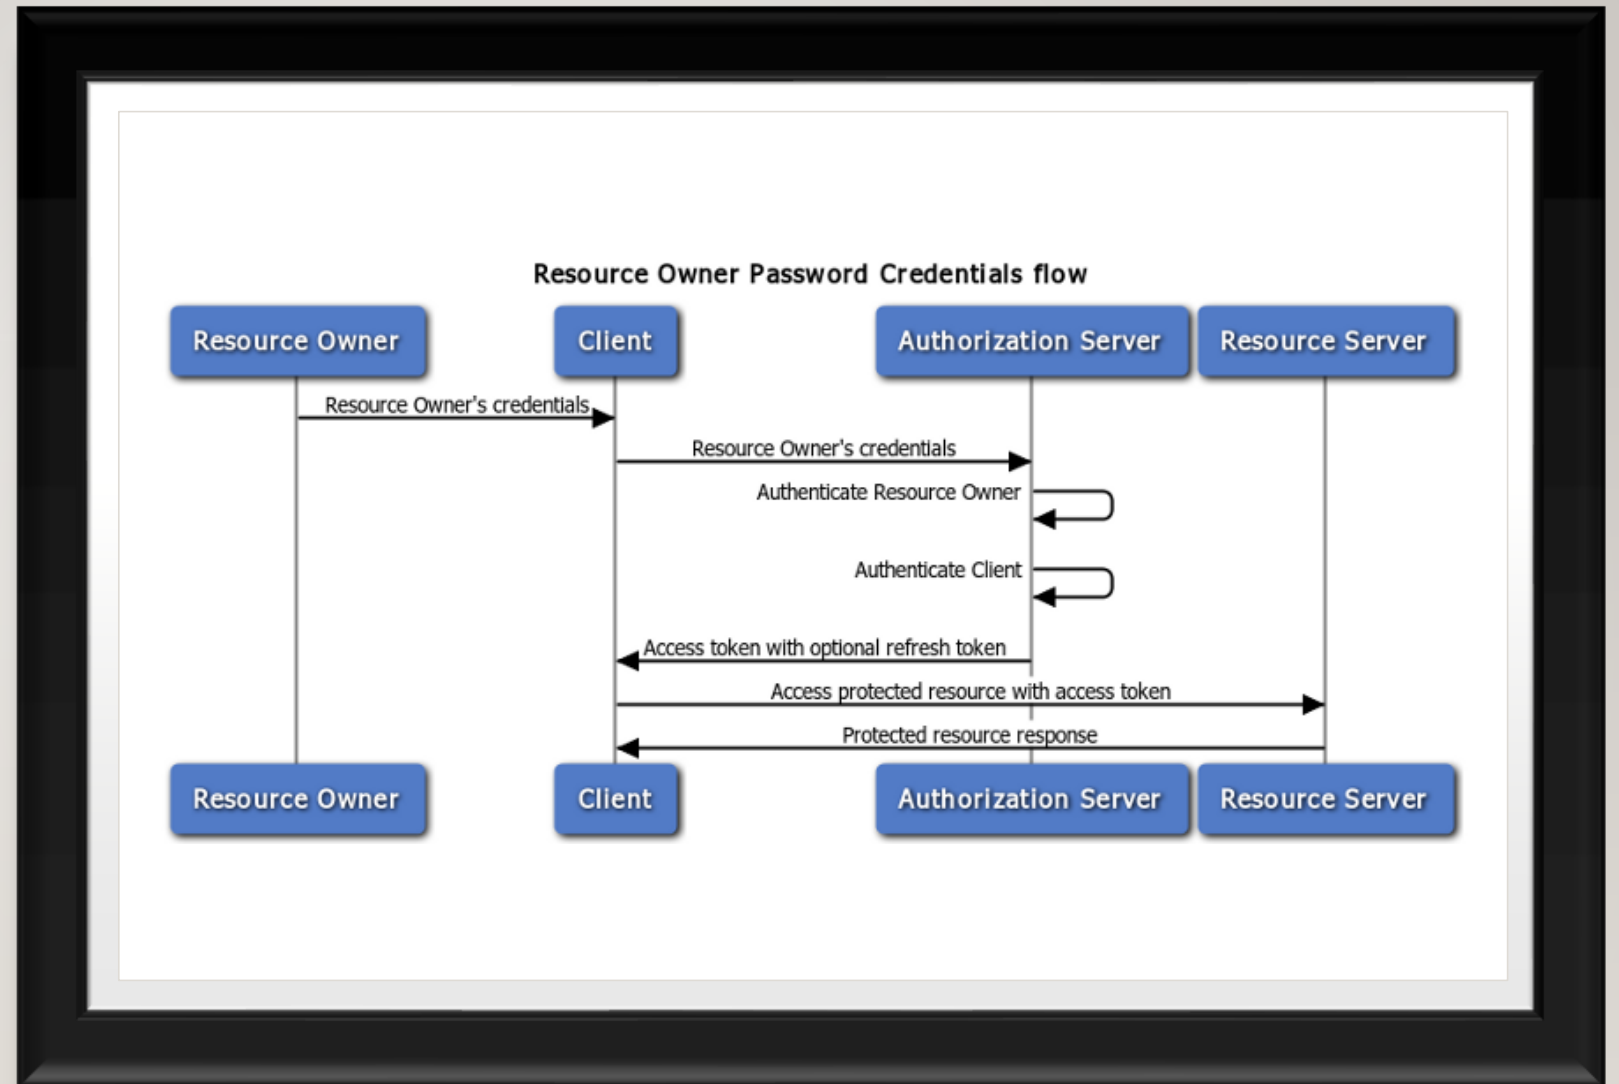 Resource Owner Password Credentials flow
Resource Owner
Client
Authorization Server
Resource Server
Resource Owner's credentials
Resource Owner's credentials
Authenticate Resource Owner
Authenticate Client
Access token with optional refresh token
Access protected resource with access token
Protected resource response
Resource Owner
Client
Authorization Server
Resource Server